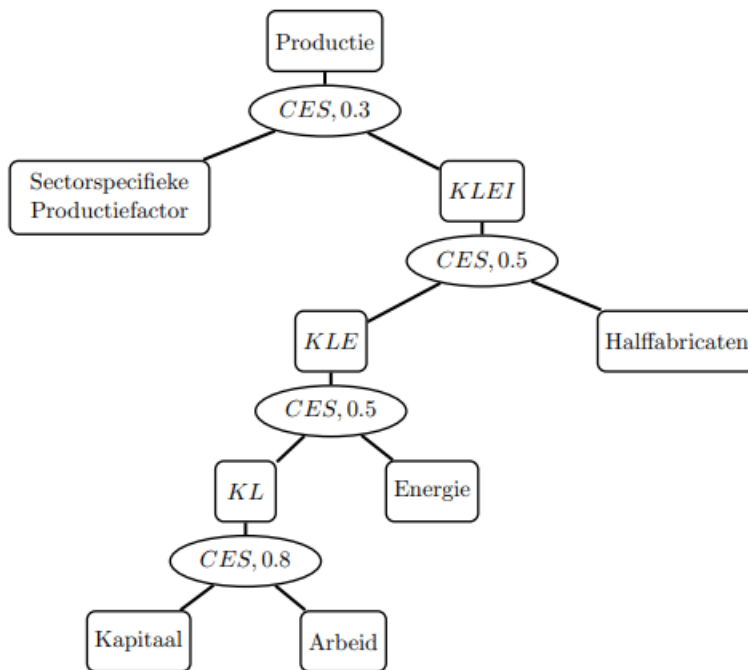 Productie
CES, 0.3
Sectorspecifieke
Productiefactor
KLEI
CES, 0.5
KLE
Halffabricaten
CES, 0.5
KL
Energie
CES, 0.8
Kapitaal
Arbeid